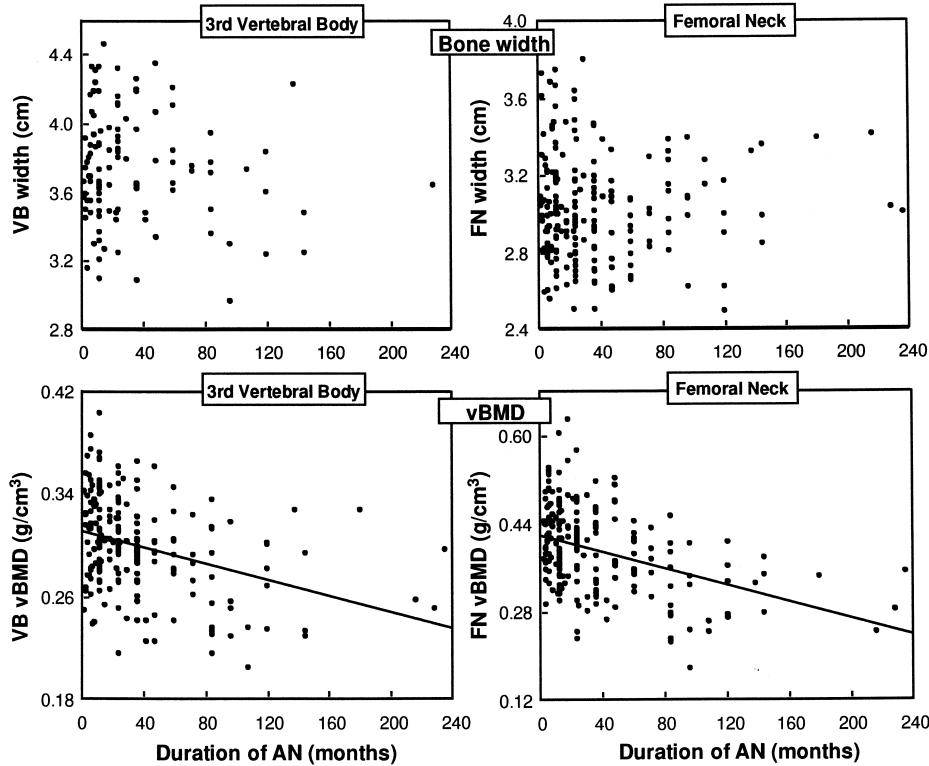 3rd Vertebral Body
Femoral Neck
Bone width
VB width (cm)
4.4
4.0
3.6
3.2
2.8
0 40 80 120 160 200 240
FN width (cm)
4.0
3.6
3.2
2.8
2.4
0 40 80 120 160 200 240
3rd Vertebral Body
Femoral Neck
vBMD
VB vBMD (g/cm³)
0.42
0.34
0.26
0.18
0 40 80 120 160 200 240
Duration of AN (months)
FN vBMD (g/cm³)
0.60
0.44
0.28
0.12
0 40 80 120 160 200 240
Duration of AN (months)